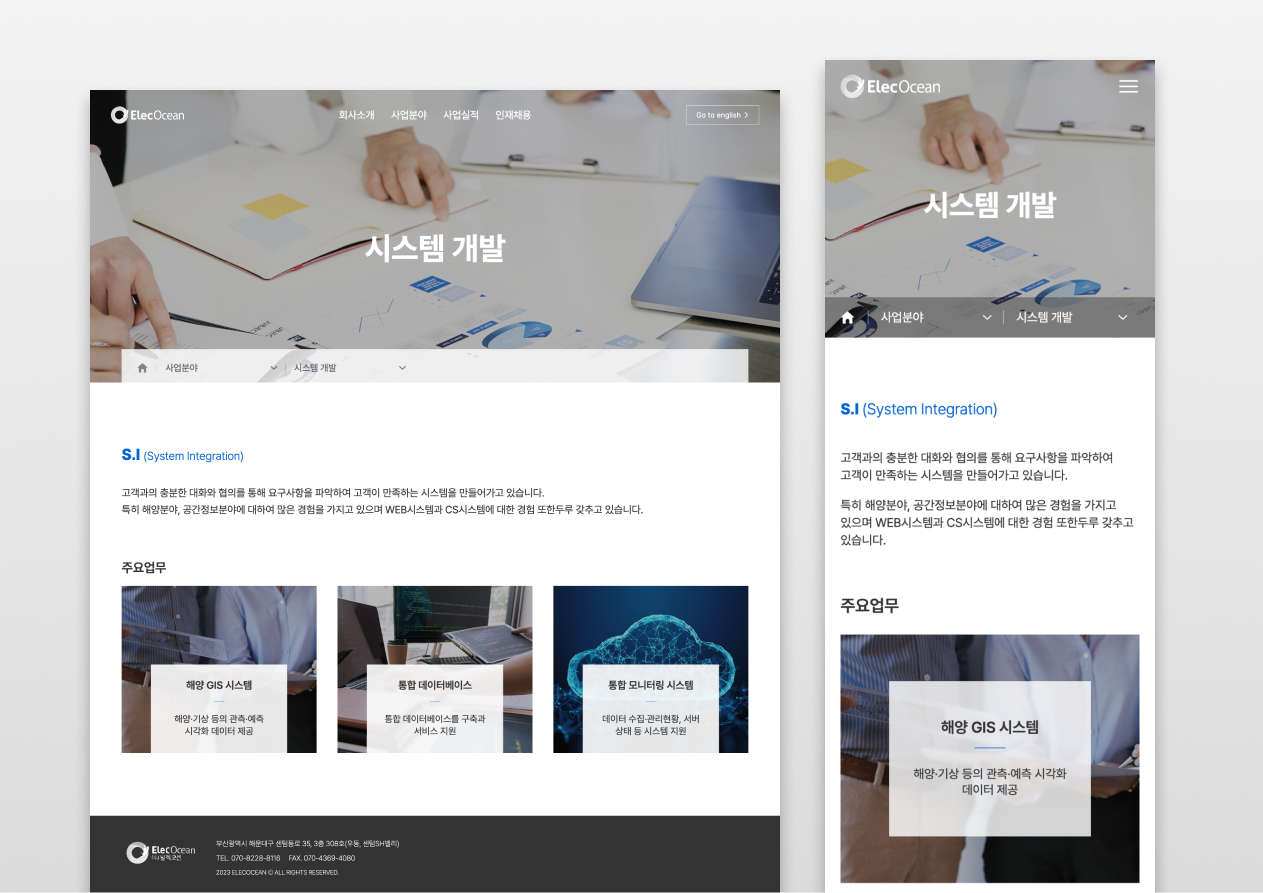 ElecOcean
회사소개 사업분야 사업실적 인재채용
Go to english
시스템 개발
사업분야 시스템 개발
S.I (System Integration)
고객과의 충분한 대화와 협의를 통해 요구사항을 파악하여 고객이 만족하는 시스템을 만들어가고 있습니다.
특히 해양분야, 공간정보분야에 대하여 많은 경험을 가지고 있으며 WEB시스템과 CS시스템에 대한 경험 또한두루 갖추고 있습니다.
주요업무
해양 GIS 시스템
해양·기상 등의 관측·예측
시각화 데이터 제공
통합 데이터베이스
통합 데이터베이스를 구축과
서비스 지원
통합 모니터링 시스템
데이터 수집·관리현황, 서버
상태 등 시스템 지원
ElecOcean
부산광역시 해운대구 센텀동로 35, 3층 308호(우동, 센텀SH밸리)
TEL. 070-8228-8116 FAX. 070-4369-4080
2023 ELECOCEAN © ALL RIGHTS RESERVED.
ElecOcean
시스템 개발
사업분야 시스템 개발
S.I (System Integration)
고객과의 충분한 대화와 협의를 통해 요구사항을 파악하여
고객이 만족하는 시스템을 만들어가고 있습니다.
특히 해양분야, 공간정보분야에 대하여 많은 경험을 가지고
있으며 WEB시스템과 CS시스템에 대한 경험 또한두루 갖추고
있습니다.
주요업무
해양 GIS 시스템
해양·기상 등의 관측·예측 시각화
데이터 제공